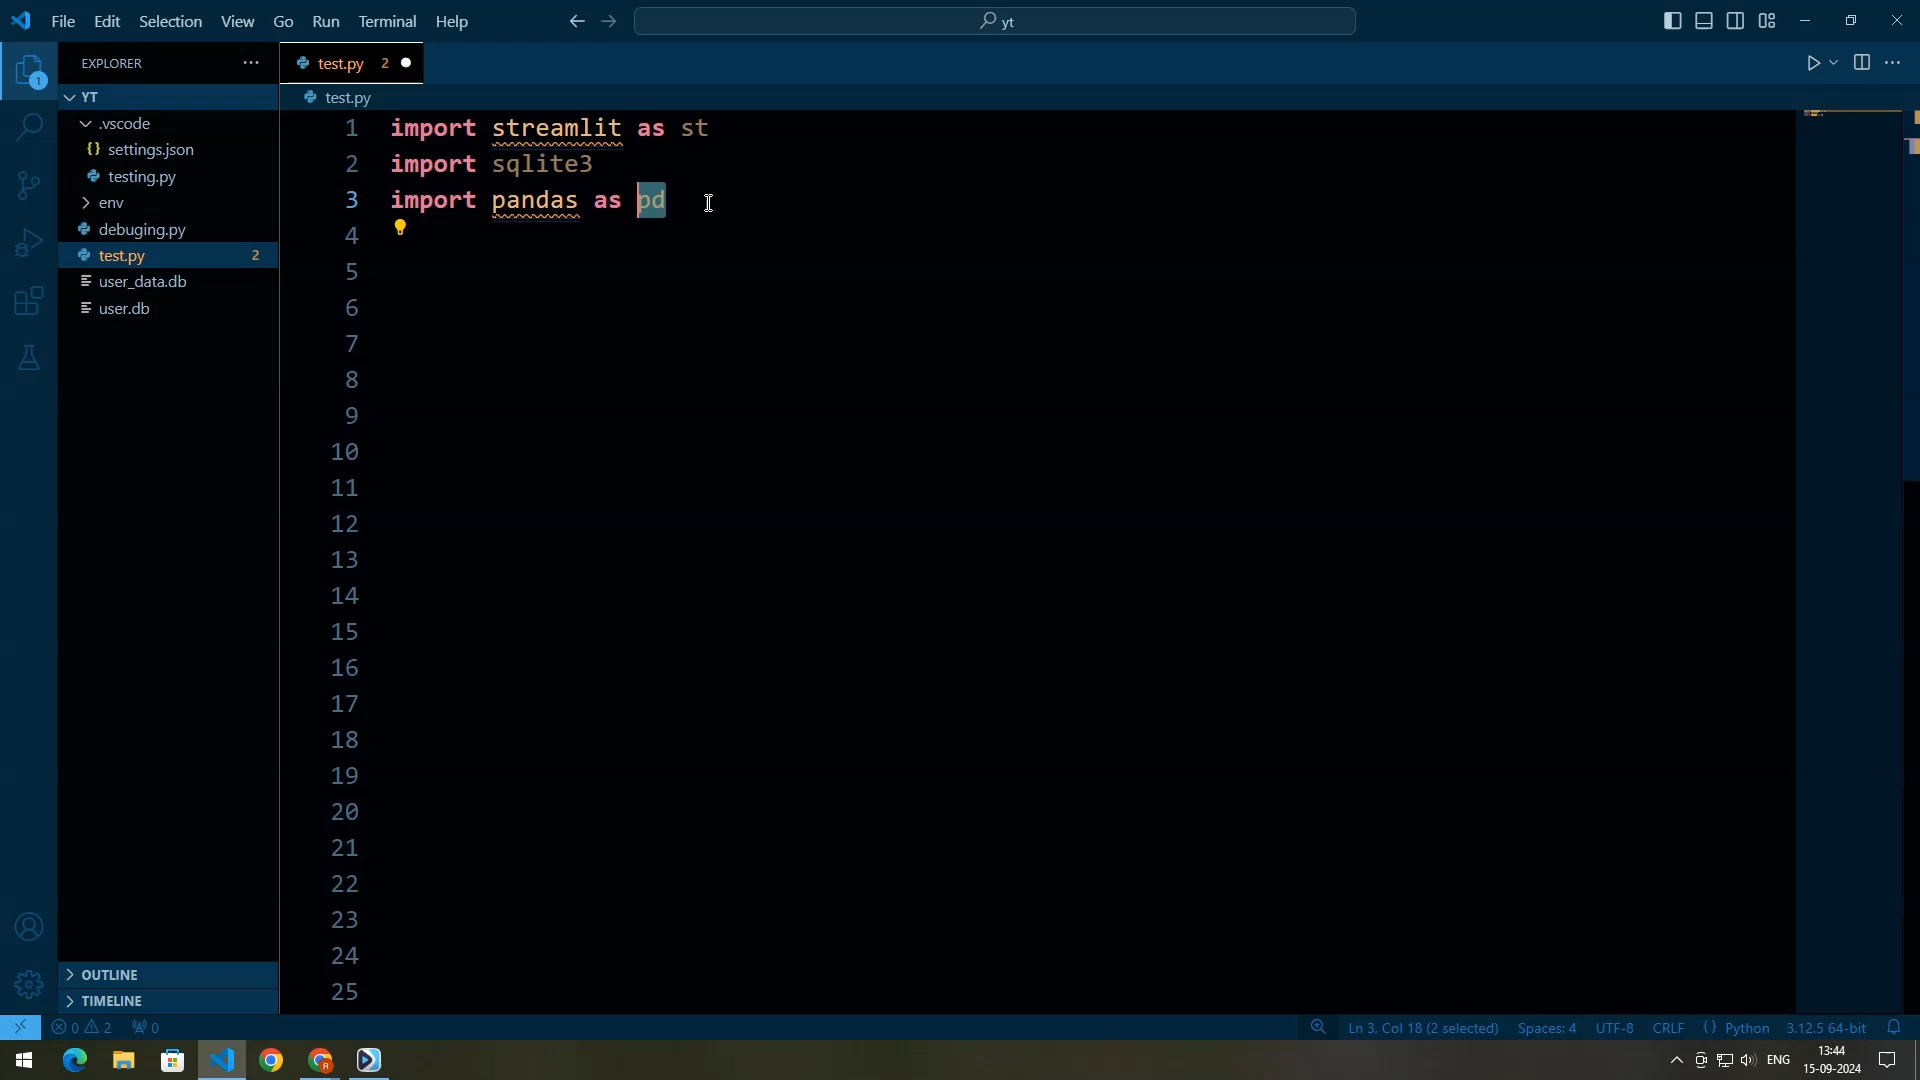 File Edit Selection View Go Run Terminal Help
yt
EXPLORER
test.py 2
YT
test.py
.vscode
settings.json
testing.py
env
debuging.py
test.py 2
user_data.db
user.db
1 import streamlit as st
2 import sqlite3
3 import pandas as pd
4
5
6
7
8
9
10
11
12
13
14
15
16
17
18
19
20
21
22
23
24
25
OUTLINE
TIMELINE
0 2 0
Ln 3, Col 18 (2 selected) Spaces: 4 UTF-8 CRLF {} Python 3.12.5 64-bit
1
R
ENG
13:44
15-09-2024